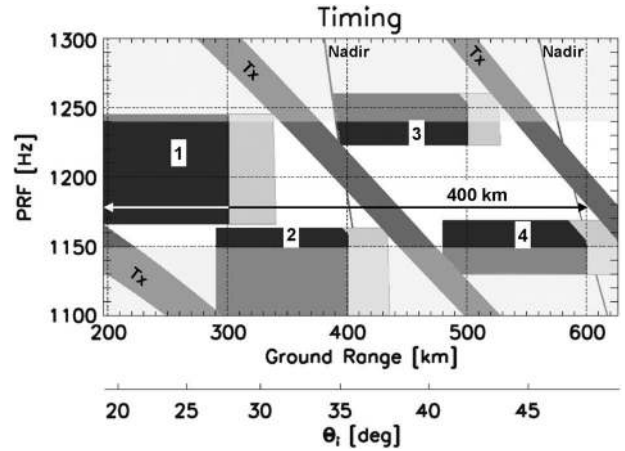 Timing
1300
1250
1200
1150
1100
PRF [Hz]
Tx
Nadir
Tx
Nadir
1
3
400 km
2
4
Tx
200
300
400
500
600
Ground Range [km]
20
25
30
35
40
45
Θi [deg]